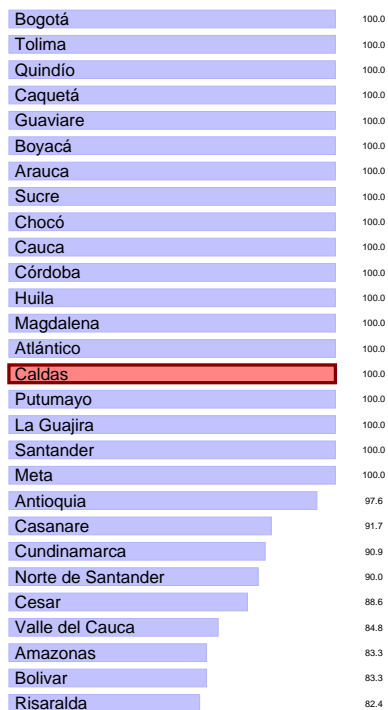 Bogotá 100.0
Tolima 100.0
Quindío 100.0
Caquetá 100.0
Guaviare 100.0
Boyacá 100.0
Arauca 100.0
Sucre 100.0
Chocó 100.0
Cauca 100.0
Córdoba 100.0
Huila 100.0
Magdalena 100.0
Atlántico 100.0
Caldas 100.0
Putumayo 100.0
La Guajira 100.0
Santander 100.0
Meta 100.0
Antioquia 97.6
Casanare 91.7
Cundinamarca 90.9
Norte de Santander 90.0
Cesar 88.6
Valle del Cauca 84.8
Amazonas 83.3
Bolivar 83.3
Risaralda 82.4